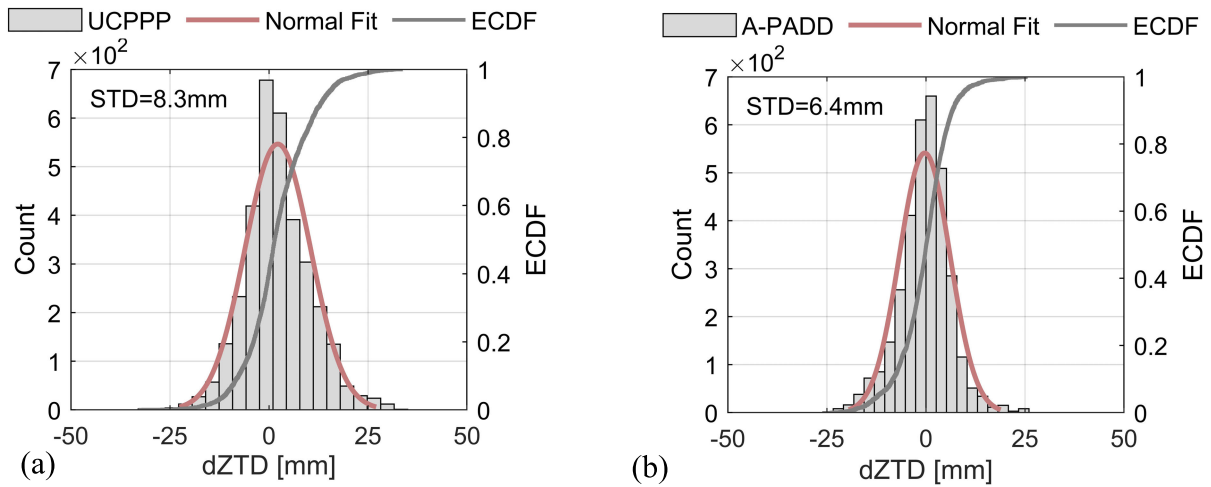 UCPPP Normal Fit ECDF
×10²
STD=8.3mm
7
6
5
4
3
2
1
0
Count
1
0.8
0.6
0.4
0.2
0
ECDF
-50 -25 0 25 50
dZTD [mm]
(a)
A-PADD Normal Fit ECDF
×10²
STD=6.4mm
7
6
5
4
3
2
1
0
Count
1
0.8
0.6
0.4
0.2
0
ECDF
-50 -25 0 25 50
dZTD [mm]
(b)